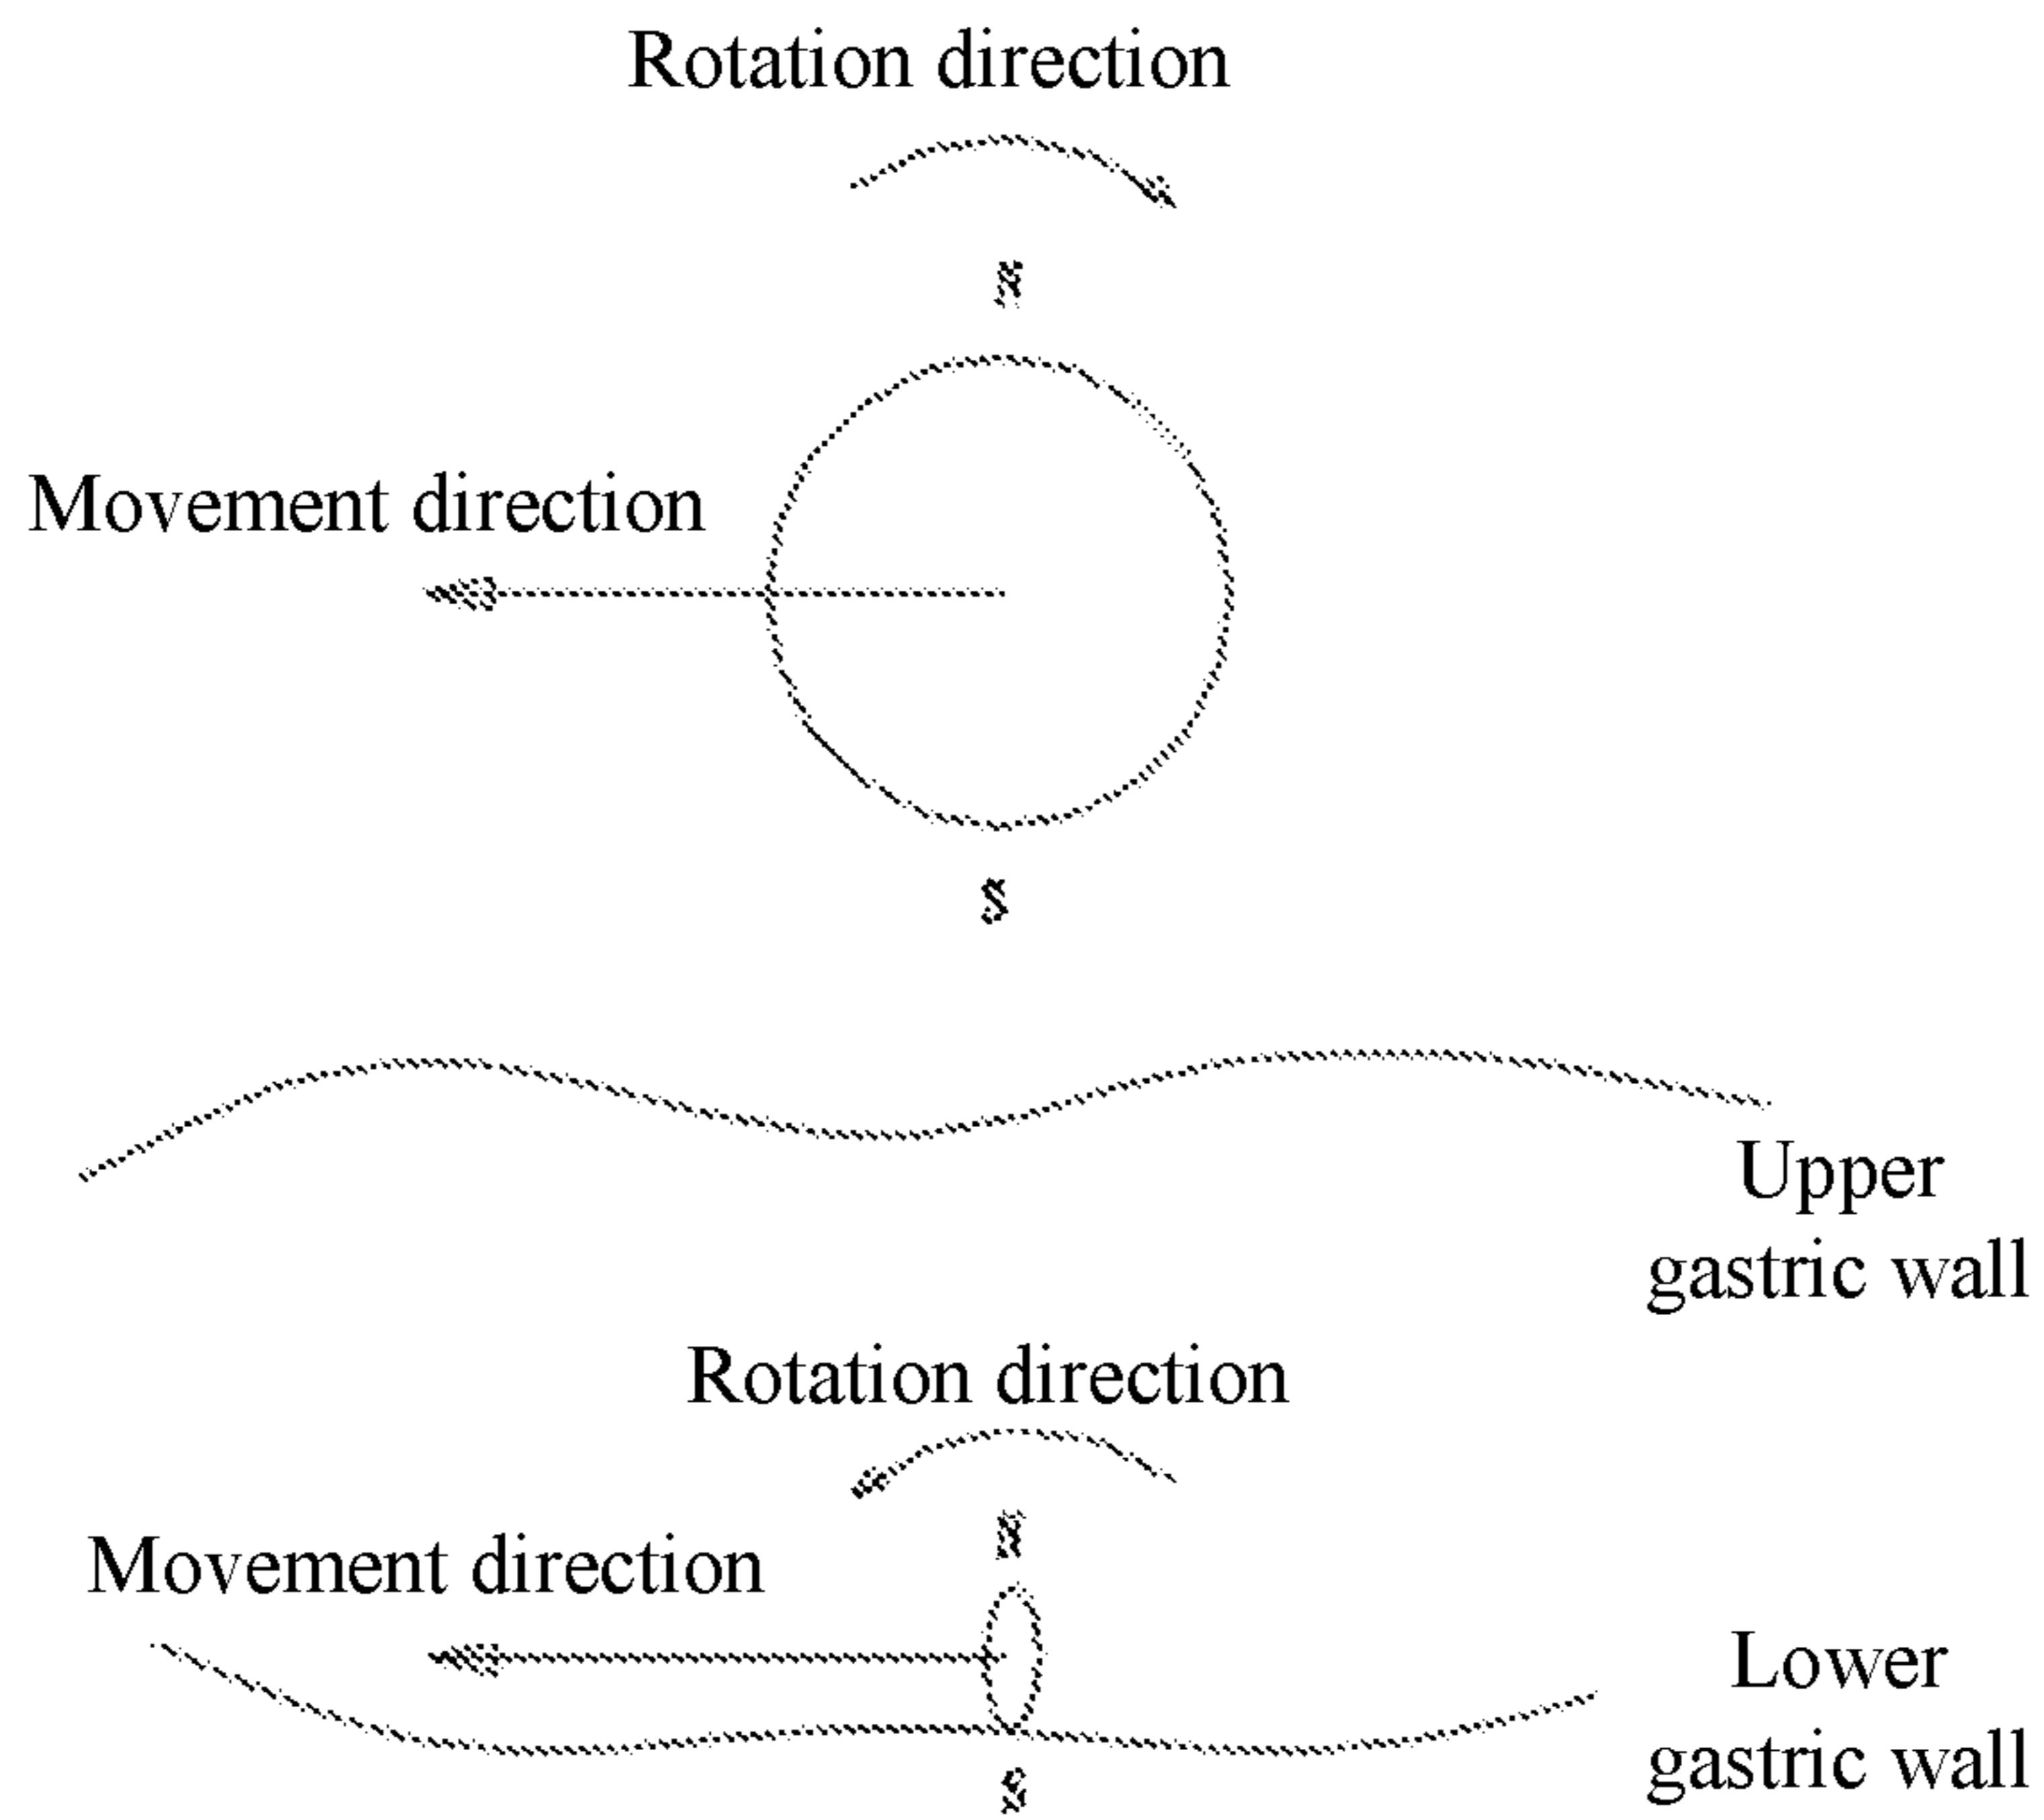 Rotation direction
N
Movement direction
S
Upper
gastric wall
Rotation direction
N
Movement direction
Lower
gastric wall
S